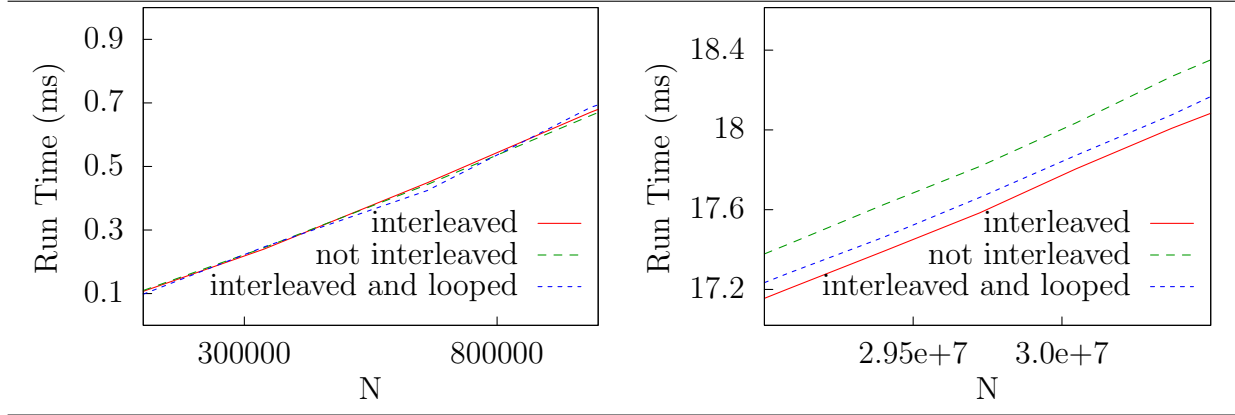 0.9
0.7
0.5
0.3
0.1
Run Time (ms)
interleaved
not interleaved
interleaved and looped
300000
800000
N
18.4
18
17.6
17.2
Run Time (ms)
interleaved
not interleaved
interleaved and looped
2.95e+7
3.0e+7
N